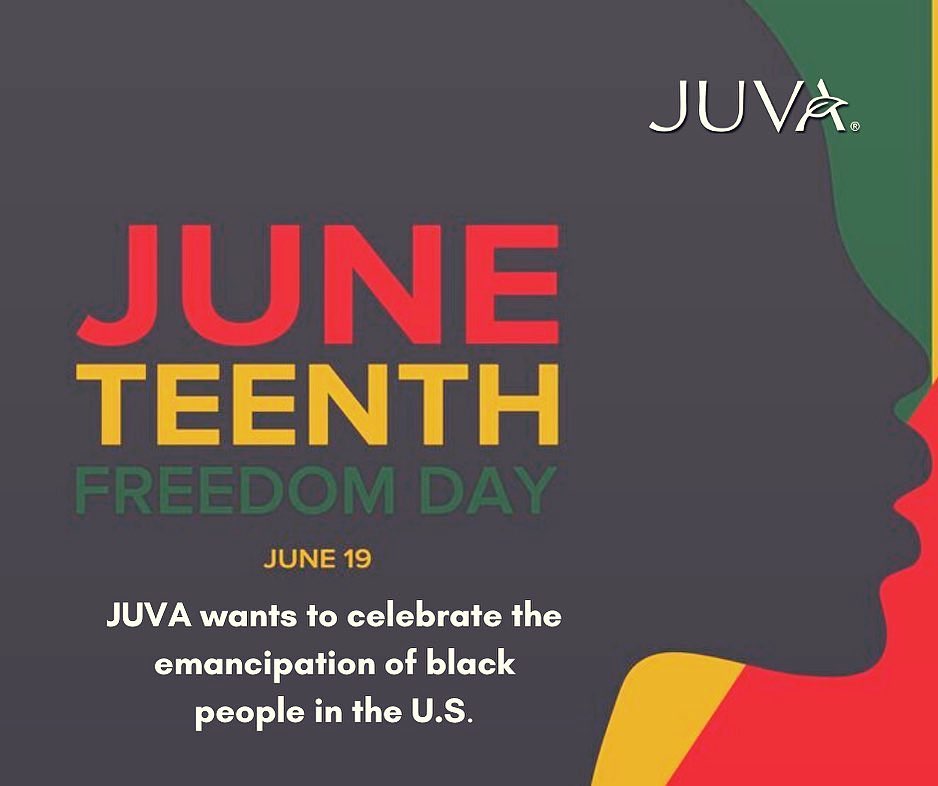 JUVA®
JUNE
TEENTH
FREEDOM DAY
JUNE 19
JUVA wants to celebrate the
emancipation of black
people in the U.S.